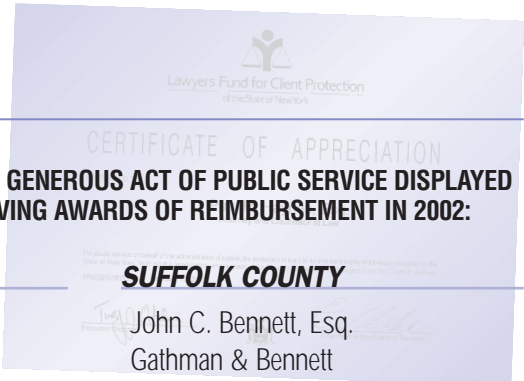 Lawyers Fund for Client Protection
of the State of New York
CERTIFICATE OF APPRECIATION
GENEROUS ACT OF PUBLIC SERVICE DISPLAYED
VING AWARDS OF REIMBURSEMENT IN 2002:
SUFFOLK COUNTY
John C. Bennett, Esq.
Gathman & Bennett